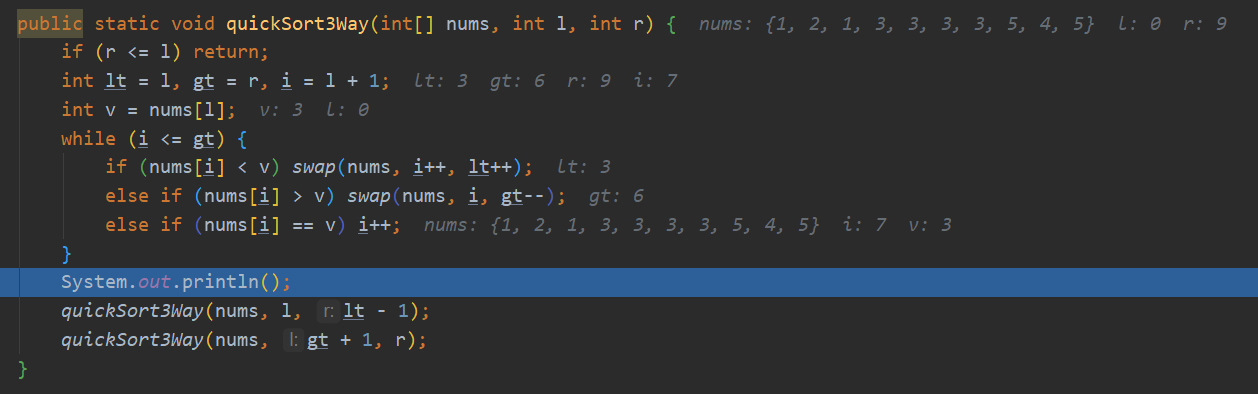 public static void quickSort3Way(int[] nums, int l, int r) {  nums: {1, 2, 1, 3, 3, 3, 3, 5, 4, 5}  l: 0  r: 9
    if (r <= l) return;
    int lt = l, gt = r, i = l + 1;  lt: 3  gt: 6  r: 9  i: 7
    int v = nums[l];  v: 3  l: 0
    while (i <= gt) {
        if (nums[i] < v) swap(nums, i++, lt++);  lt: 3
        else if (nums[i] > v) swap(nums, i, gt--);  gt: 6
        else if (nums[i] == v) i++;  nums: {1, 2, 1, 3, 3, 3, 3, 5, 4, 5}  i: 7  v: 3
    }
    System.out.println();
    quickSort3Way(nums, l, r: lt - 1);
    quickSort3Way(nums, l: gt + 1, r);
}